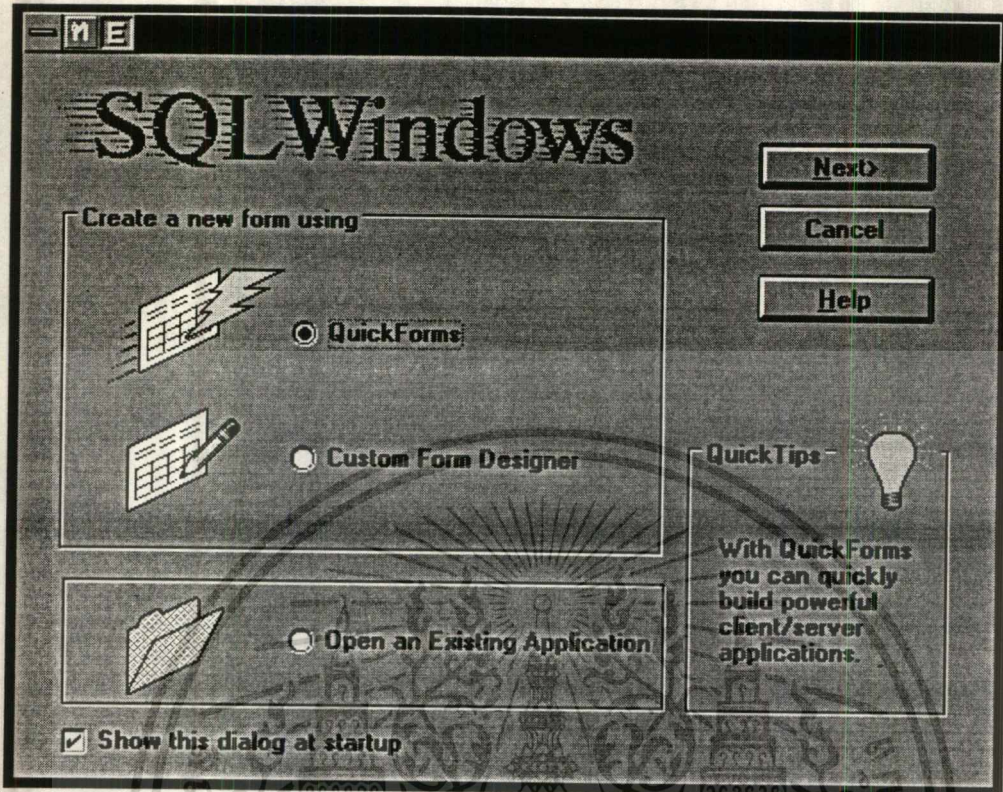 SQLWindows
Next>
Cancel
Help
Create a new form using
QuickForms
Custom Form Designer
Open an Existing Application
QuickTips
With QuickForms
you can quickly
build powerful
client/server
applications.
Show this dialog at startup